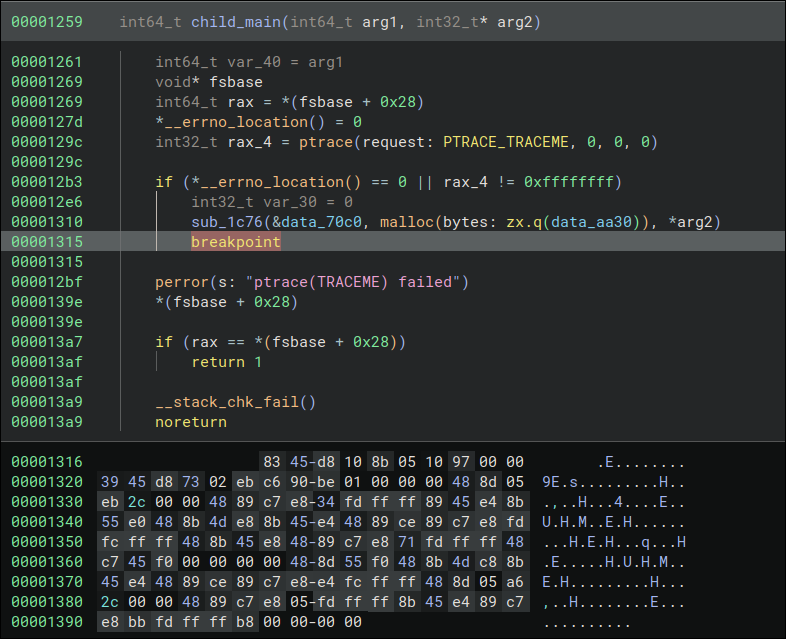 00001259 int64_t child_main(int64_t arg1, int32_t* arg2)
00001261 int64_t var_40 = arg1
00001269 void* fsbase
00001269 int64_t rax = *(fsbase + 0x28)
0000127d *__errno_location() = 0
0000129c int32_t rax_4 = ptrace(request: PTRACE_TRACEME, 0, 0, 0)
0000129c
000012b3 if (*__errno_location() == 0 || rax_4 != 0xffffffff)
000012e6 int32_t var_30 = 0
00001310 sub_1c76(&data_70c0, malloc(bytes: zx.q(data_aa30)), *arg2)
00001315 breakpoint
00001315
000012bf perror(s: "ptrace(TRACEME) failed")
0000139e *(fsbase + 0x28)
0000139e
000013a7 if (rax == *(fsbase + 0x28))
000013af return 1
000013af
000013a9 __stack_chk_fail()
000013a9 noreturn
00001316 83 45-d8 10 8b 05 10 97 00 00 .E........
00001320 39 45 d8 73 02 eb c6 90-be 01 00 00 00 48 8d 05 9E.s.........H..
00001330 eb 2c 00 00 48 89 c7 e8-34 fd ff ff 89 45 e4 8b .,..H...4....E..
00001340 55 e0 48 8b 4d e8 8b 45-e4 48 89 ce 89 c7 e8 fd U.H.M..E.H......
00001350 fc ff ff 48 8b 45 e8 48-89 c7 e8 71 fd ff ff 48 ...H.E.H...q...H
00001360 c7 45 f0 00 00 00 00 48-8d 55 f0 48 8b 4d c8 8b .E.....H.U.H.M..
00001370 45 e4 48 89 ce 89 c7 e8-e4 fc ff ff 48 8d 05 a6 E.H.........H...
00001380 2c 00 00 48 89 c7 e8 05-fd ff ff 8b 45 e4 89 c7 ,..H........E...
00001390 e8 bb fd ff ff b8 00 00-00 00 ..........